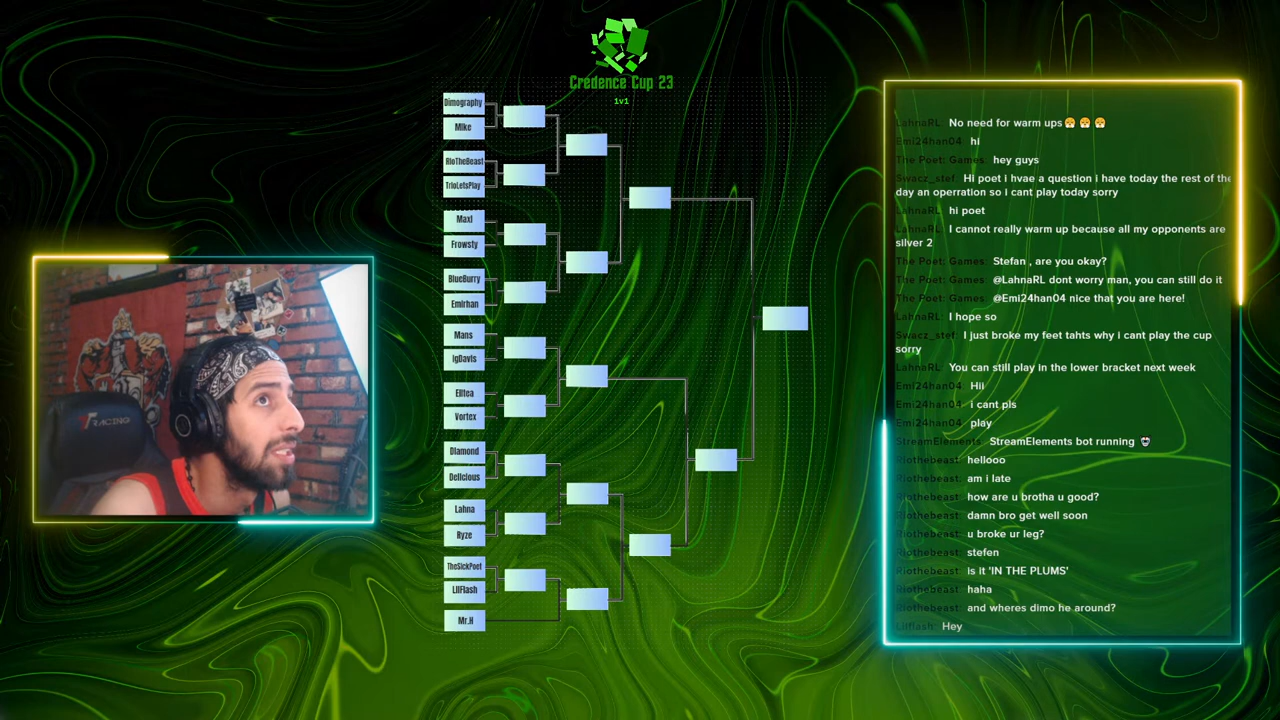 Credence Cup 23
1v1
Dimography
Mike
RioTheBeast
TrioLetsPlay
Maxi
Frowsty
BlueBurry
Emirhan
Mans
igDavis
Elitea
Vortex
Diamond
Delicious
Lahna
Ryze
TheSickPoet
LilFlash
Mr.H
RACING
LahnaRL: No need for warm ups😤 😤 😤
Emi24han04: hi
The Poet: Games: hey guys
Swacz_stef: Hi poet i hvae a question i have today the rest of the
day an operration so i cant play today sorry
LahnaRL: hi poet
LahnaRL: I cannot really warm up because all my opponents are
silver 2
The Poet: Games: Stefan , are you okay?
The Poet: Games: @LahnaRL dont worry man, you can still do it
The Poet: Games: @Emi24han04 nice that you are here!
LahnaRL: I hope so
Swacz_stef: I just broke my feet tahts why i cant play the cup
sorry
LahnaRL: You can still play in the lower bracket next week
Emi24han04: Hii
Emi24han04: i cant pls
Emi24han04: play
StreamElements: StreamElements bot running
Riothebeast: hellooo
Riothebeast: am i late
Riothebeast: how are u brotha u good?
Riothebeast: damn bro get well soon
Riothebeast: u broke ur leg?
Riothebeast: stefen
Riothebeast: is it 'IN THE PLUMS'
Riothebeast: haha
Riothebeast: and wheres dimo he around?
Lilflash: Hey